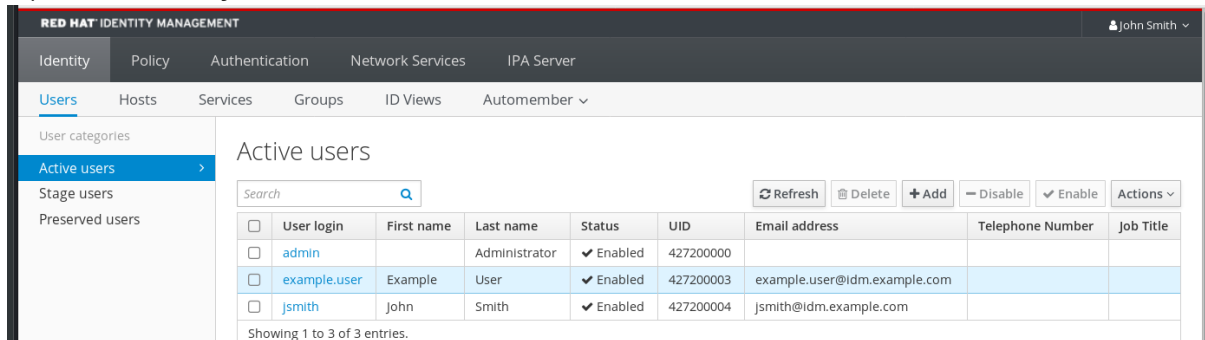 RED HAT® IDENTITY MANAGEMENT John Smith
Identity Policy Authentication Network Services IPA Server
Users Hosts Services Groups ID Views Automember
User categories
Active users
Stage users
Preserved users
Active users
Search Refresh Delete Add Disable Enable Actions
User login First name Last name Status UID Email address Telephone Number Job Title
admin Administrator Enabled 427200000
example.user Example User Enabled 427200003 example.user@idm.example.com
jsmith John Smith Enabled 427200004 jsmith@idm.example.com
Showing 1 to 3 of 3 entries.